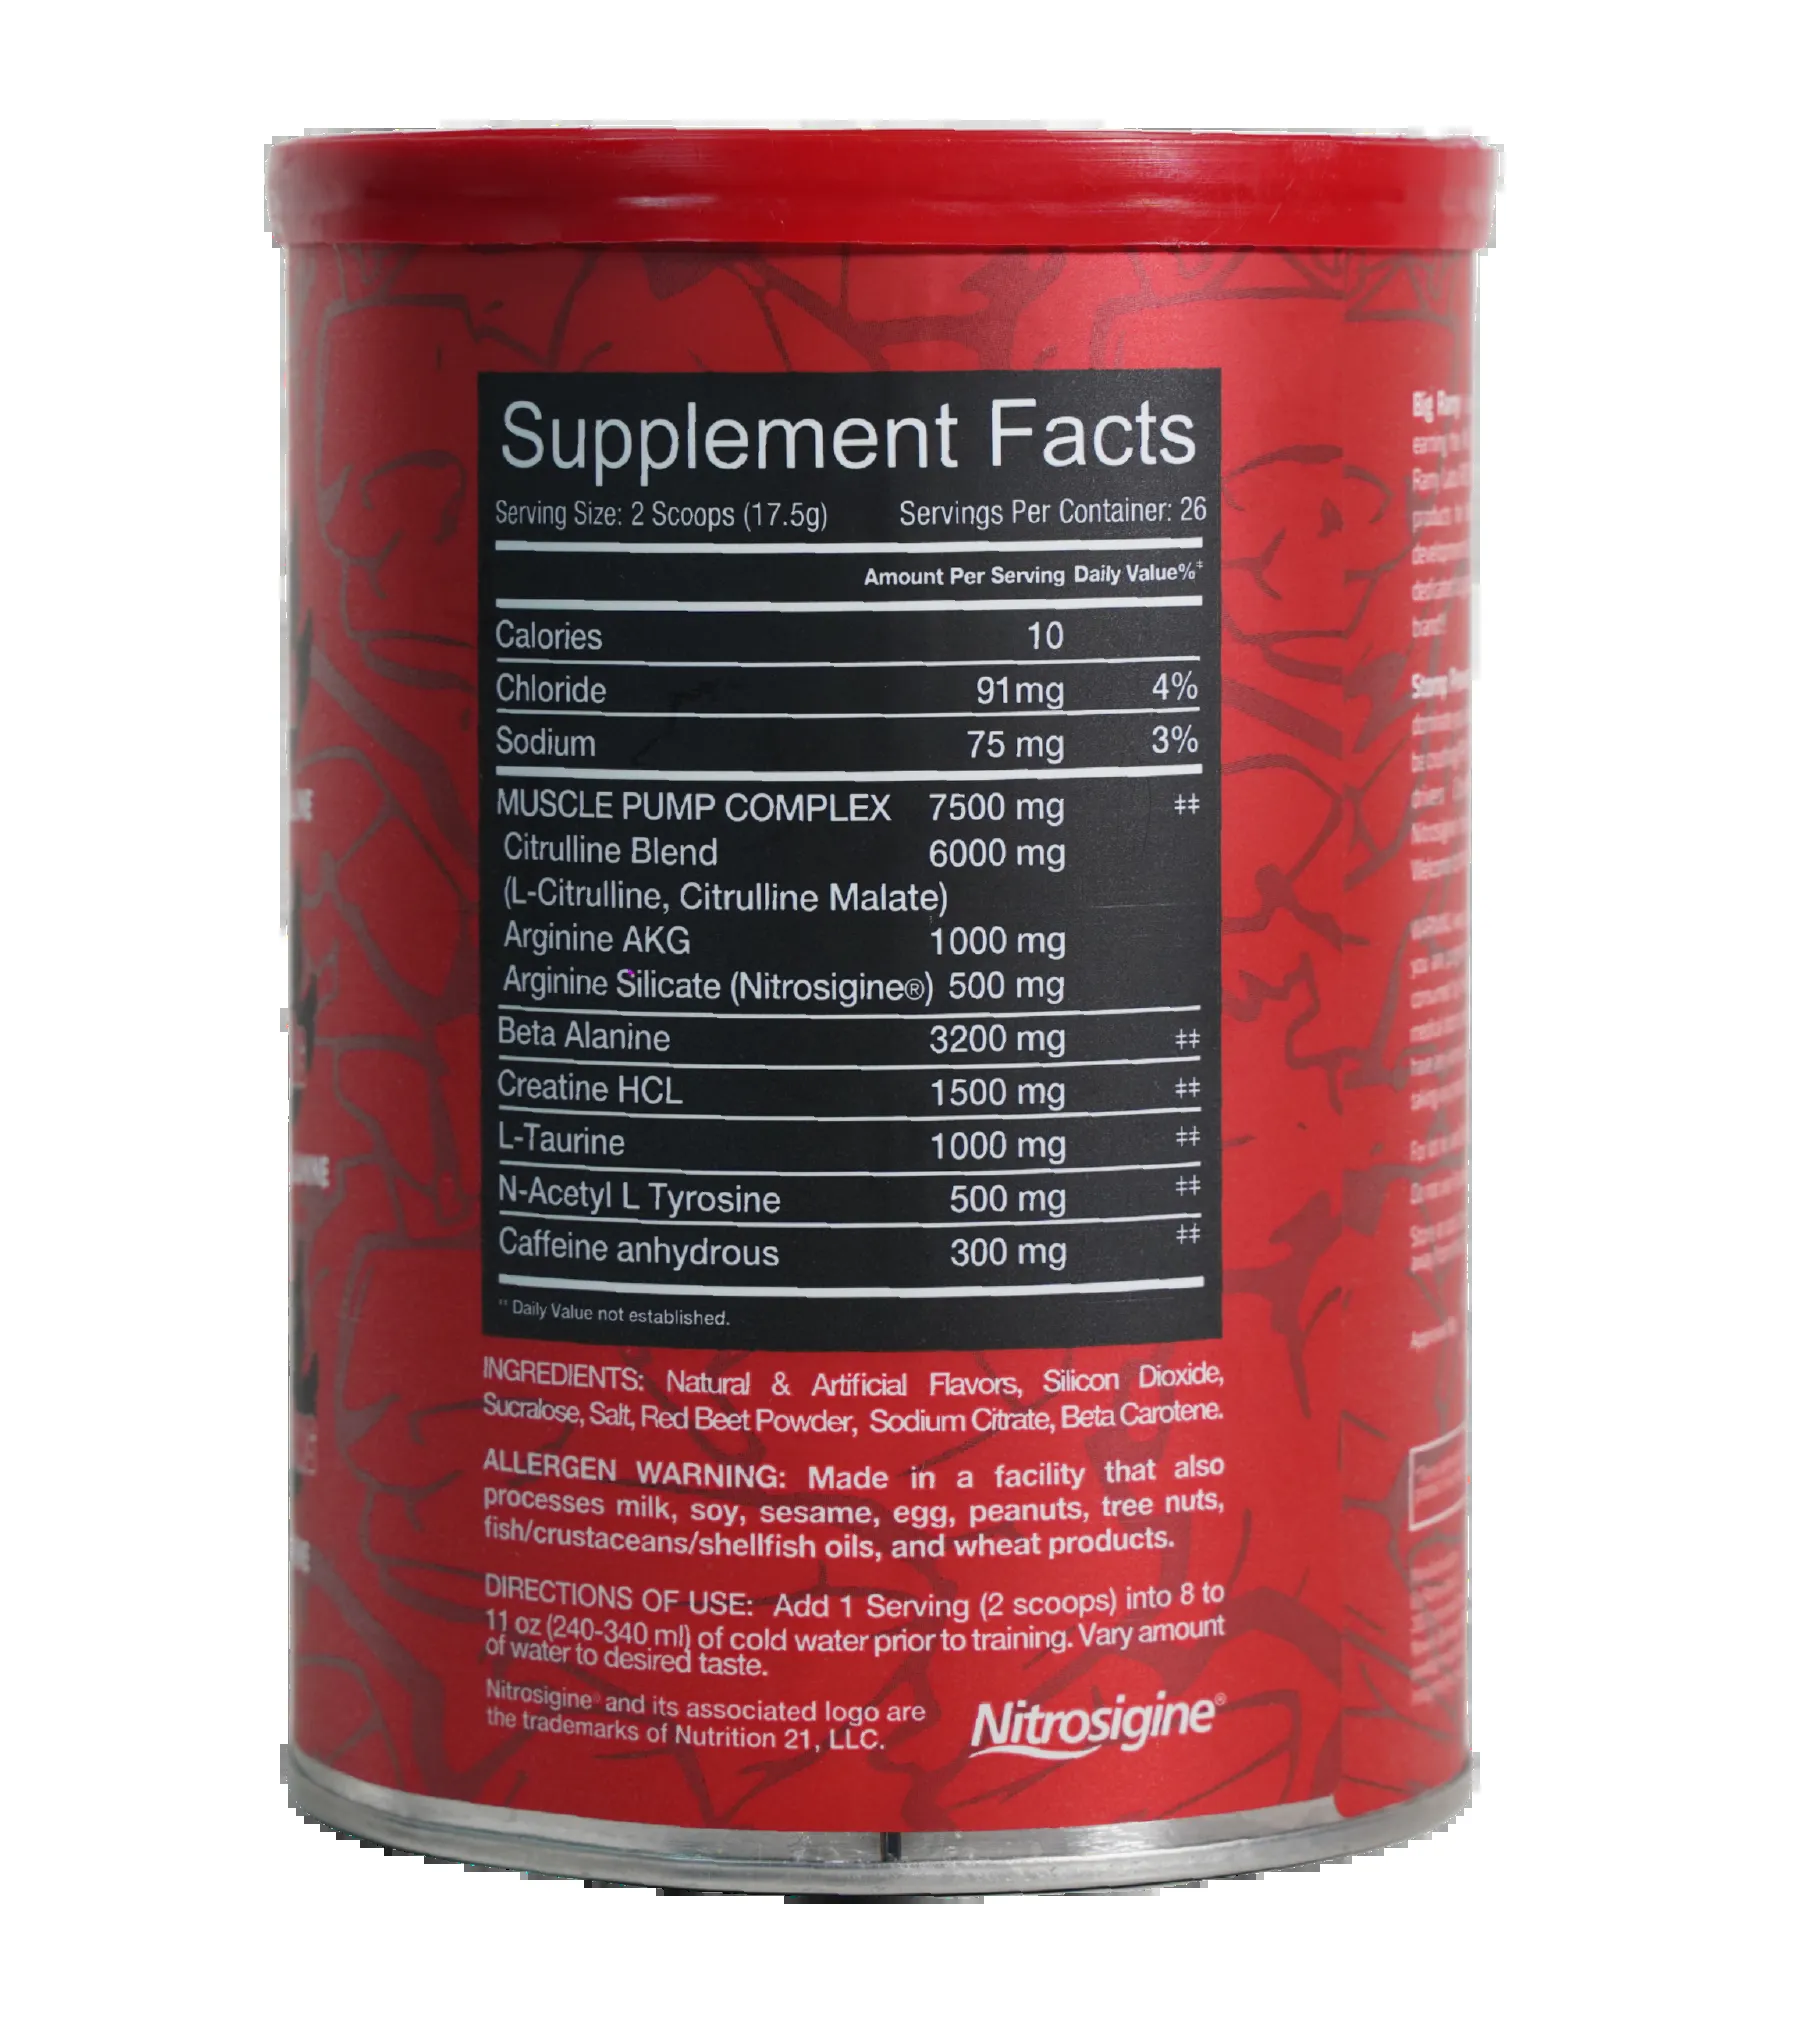 Supplement Facts
Serving Size: 2 Scoops (17.5g) Servings Per Container: 26
Amount Per Serving Daily Value%‡
Calories 10
Chloride 91mg 4%
Sodium 75 mg 3%
MUSCLE PUMP COMPLEX 7500 mg ‡‡
Citrulline Blend 6000 mg
(L-Citrulline, Citrulline Malate)
Arginine AKG 1000 mg
Arginine Silicate (Nitrosigine®) 500 mg
Beta Alanine 3200 mg ‡‡
Creatine HCL 1500 mg ‡‡
L-Taurine 1000 mg ‡‡
N-Acetyl L Tyrosine 500 mg ‡‡
Caffeine anhydrous 300 mg ‡‡
‡‡ Daily Value not established.
INGREDIENTS: Natural & Artificial Flavors, Silicon Dioxide,
Sucralose, Salt, Red Beet Powder, Sodium Citrate, Beta Carotene.
ALLERGEN WARNING: Made in a facility that also
processes milk, soy, sesame, egg, peanuts, tree nuts,
fish/crustaceans/shellfish oils, and wheat products.
DIRECTIONS OF USE: Add 1 Serving (2 scoops) into 8 to
11 oz (240-340 ml) of cold water prior to training. Vary amount
of water to desired taste.
Nitrosigine® and its associated logo are
the trademarks of Nutrition 21, LLC.
Nitrosigine®
Big Ramy